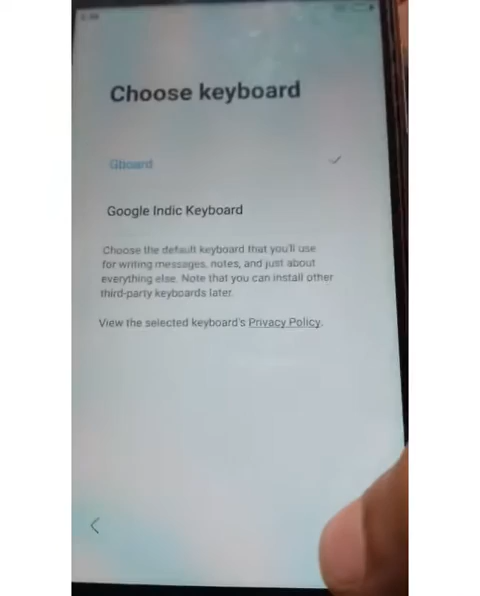 Choose keyboard
Gboard
Google Indic Keyboard
Choose the default keyboard that you'll use
for writing messages, notes, and just about
everything else. Note that you can install other
third-party keyboards later.
View the selected keyboard's Privacy Policy.